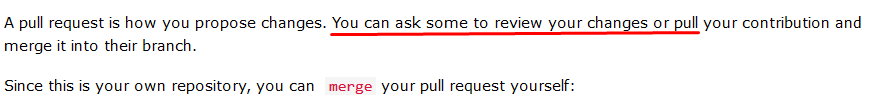 A pull request is how you propose changes. You can ask some to review your changes or pull your contribution and
merge it into their branch.
Since this is your own repository, you can merge your pull request yourself: